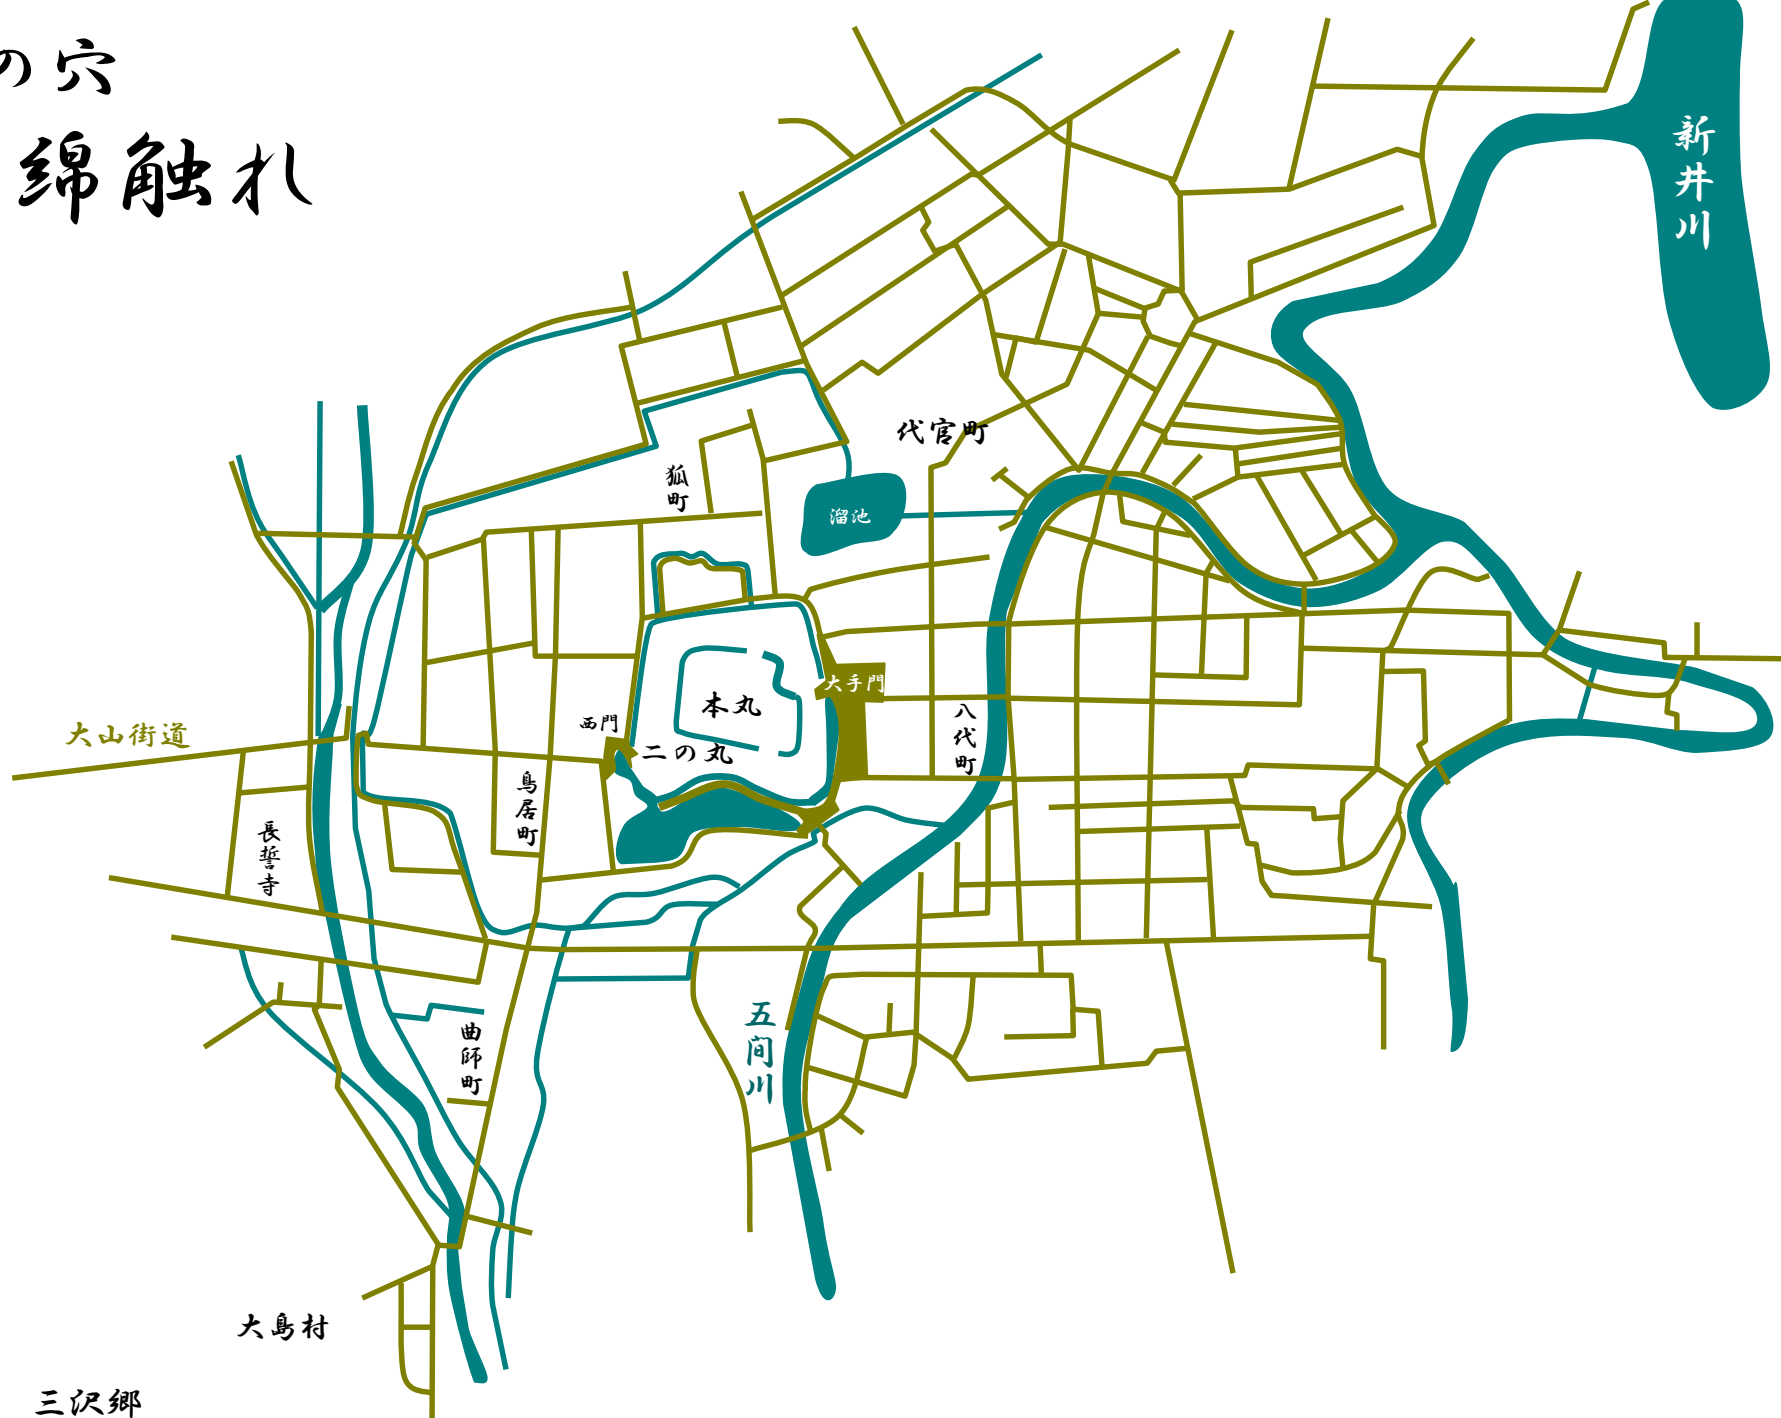 の穴
綿触れ
新井川
代官町
狐町
溜池
大手門
本丸
西門
二の丸
八代町
大山街道
鳥居町
長誓寺
五間川
曲師町
大島村
三沢郷